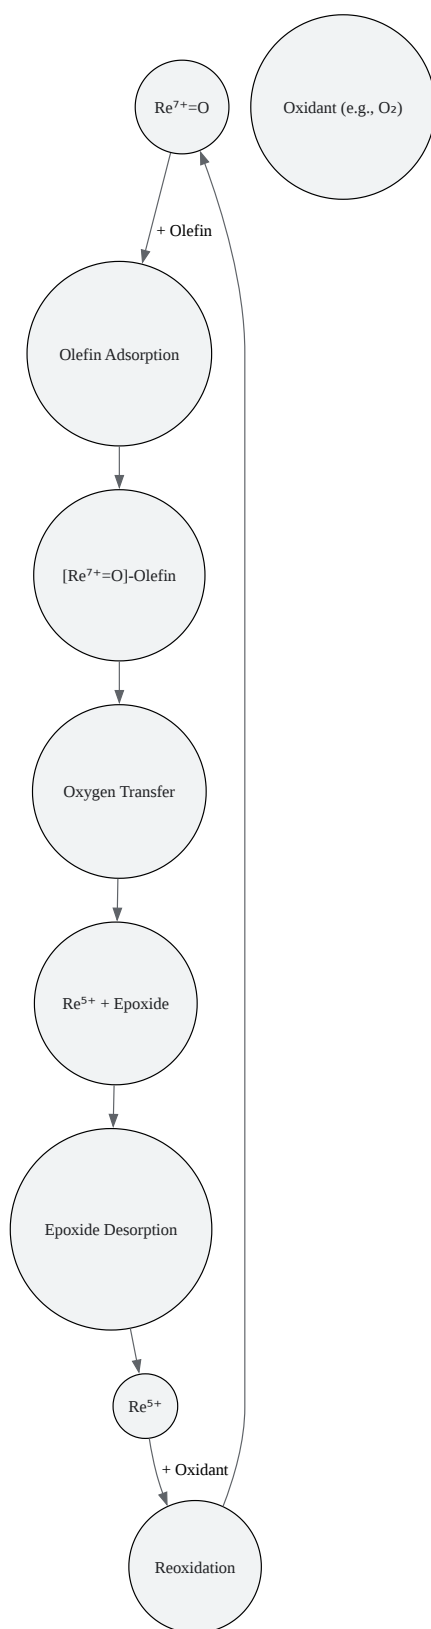 Re⁷⁺=O
Oxidant (e.g., O₂)
+ Olefin
Olefin Adsorption
[Re⁷⁺=O]-Olefin
Oxygen Transfer
Re⁵⁺ + Epoxide
Epoxide Desorption
Re⁵⁺
+ Oxidant
Reoxidation